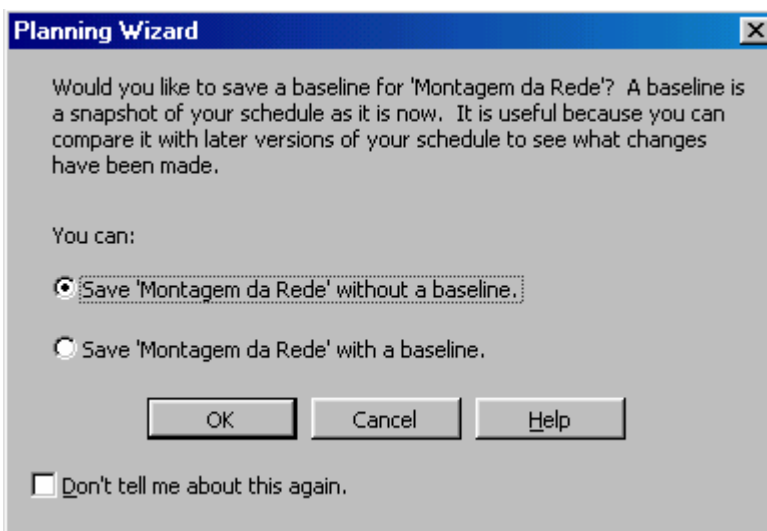 Planning Wizard
Would you like to save a baseline for 'Montagem da Rede'? A baseline is
a snapshot of your schedule as it is now. It is useful because you can
compare it with later versions of your schedule to see what changes
have been made.
You can:
Save 'Montagem da Rede' without a baseline.
Save 'Montagem da Rede' with a baseline.
OK Cancel Help
Don't tell me about this again.